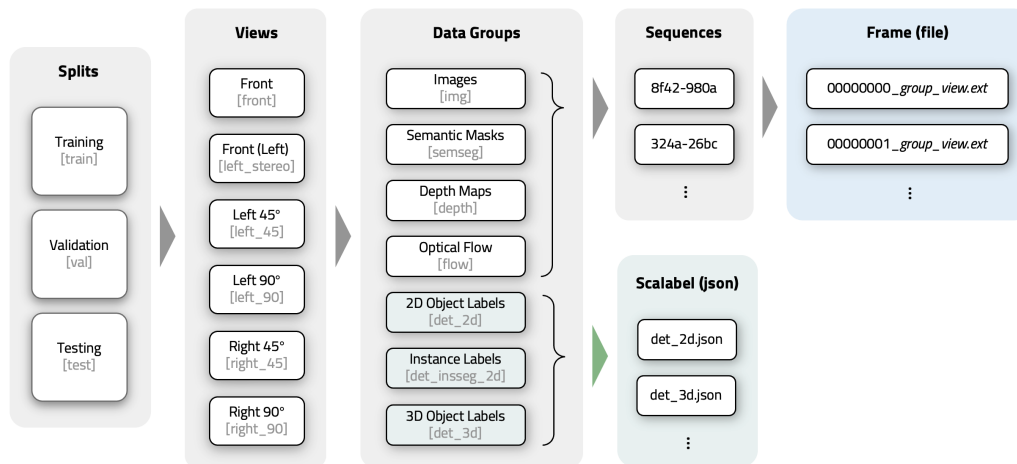 Splits
Training
[train]
Validation
[val]
Testing
[test]
Views
Front
[front]
Front (Left)
[left_stereo]
Left 45°
[left_45]
Left 90°
[left_90]
Right 45°
[right_45]
Right 90°
[right_90]
Data Groups
Images
[img]
Semantic Masks
[semseg]
Depth Maps
[depth]
Optical Flow
[flow]
2D Object Labels
[det_2d]
Instance Labels
[det_insseg_2d]
3D Object Labels
[det_3d]
Sequences
8f42-980a
324a-26bc
⋮
Frame (file)
00000000_group_view.ext
00000001_group_view.ext
⋮
Scalabel (json)
det_2d.json
det_3d.json
⋮